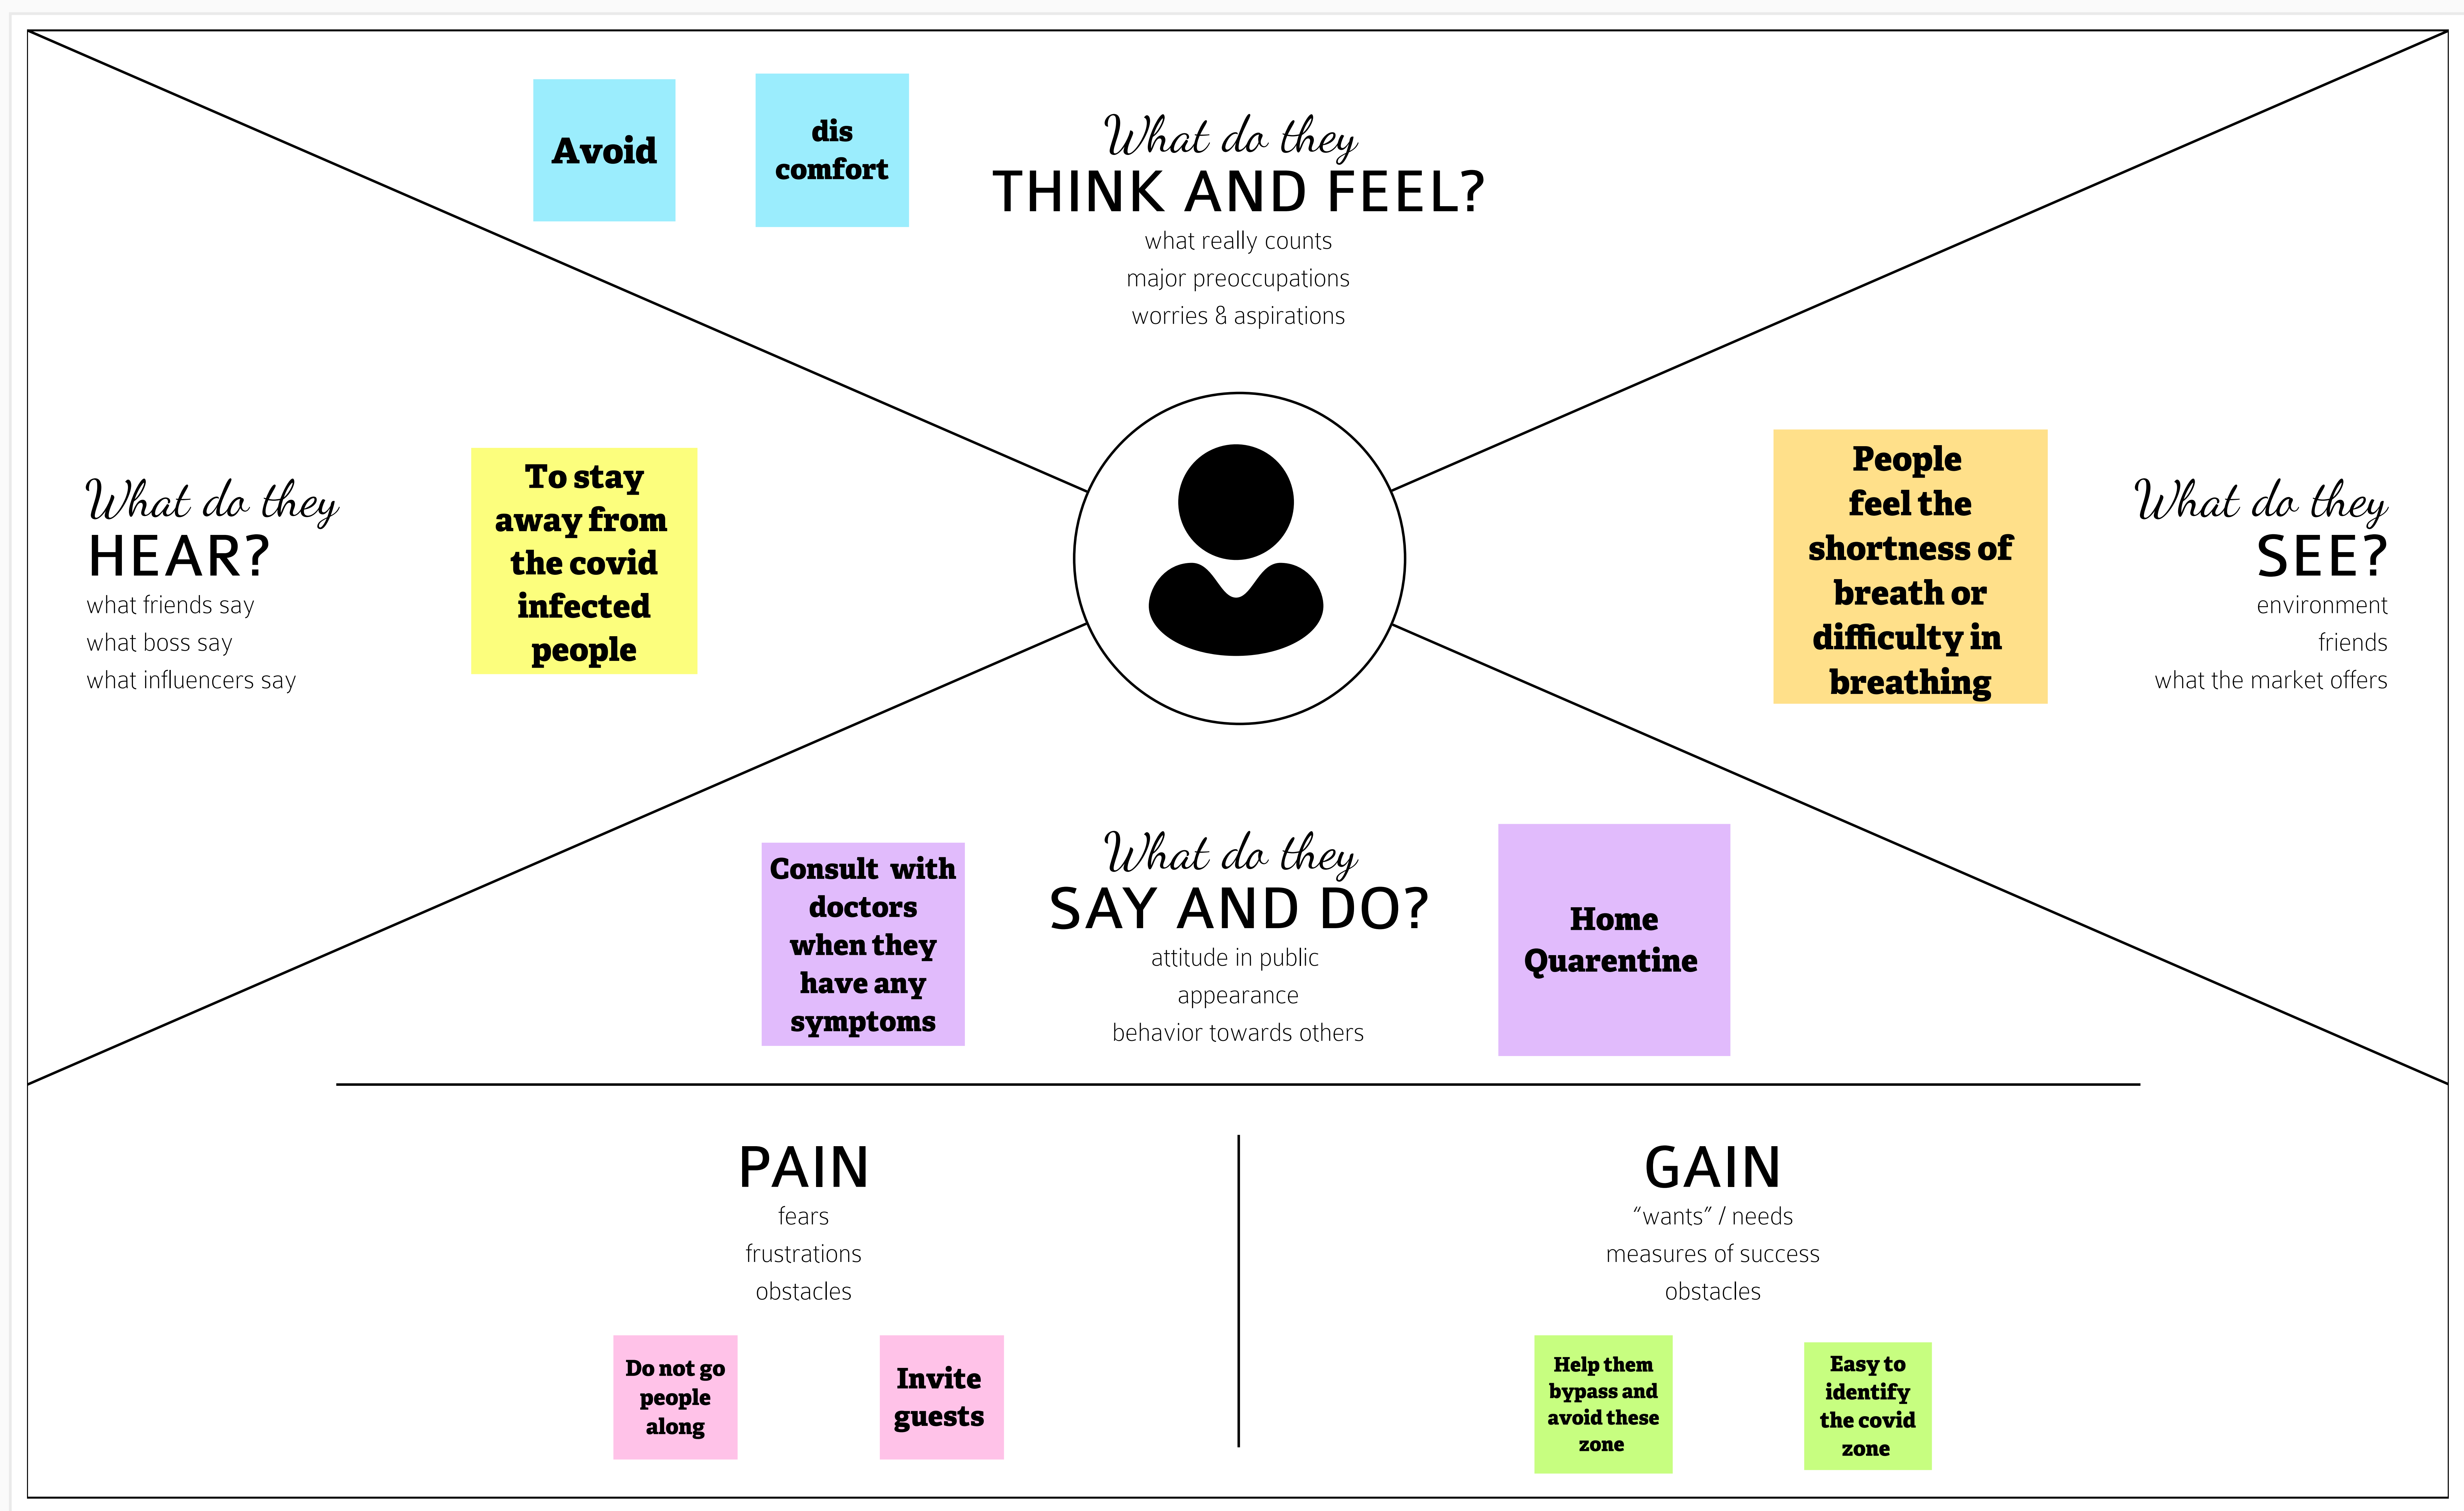 Avoid
dis
comfort
What do they
THINK AND FEEL?
what really counts
major preoccupations
worries & aspirations
What do they
HEAR?
what friends say
what boss say
what influencers say
To stay
away from
the covid
infected
people
People
feel the
shortness of
breath or
difficulty in
breathing
What do they
SEE?
environment
friends
what the market offers
Consult  with
doctors
when they
have any
symptoms
What do they
SAY AND DO?
attitude in public
appearance
behavior towards others
Home
Quarentine
PAIN
fears
frustrations
obstacles
Do not go
people
along
Invite
guests
GAIN
“wants” / needs
measures of success
obstacles
Help them
bypass and
avoid these
zone
Easy to
identify
the covid
zone